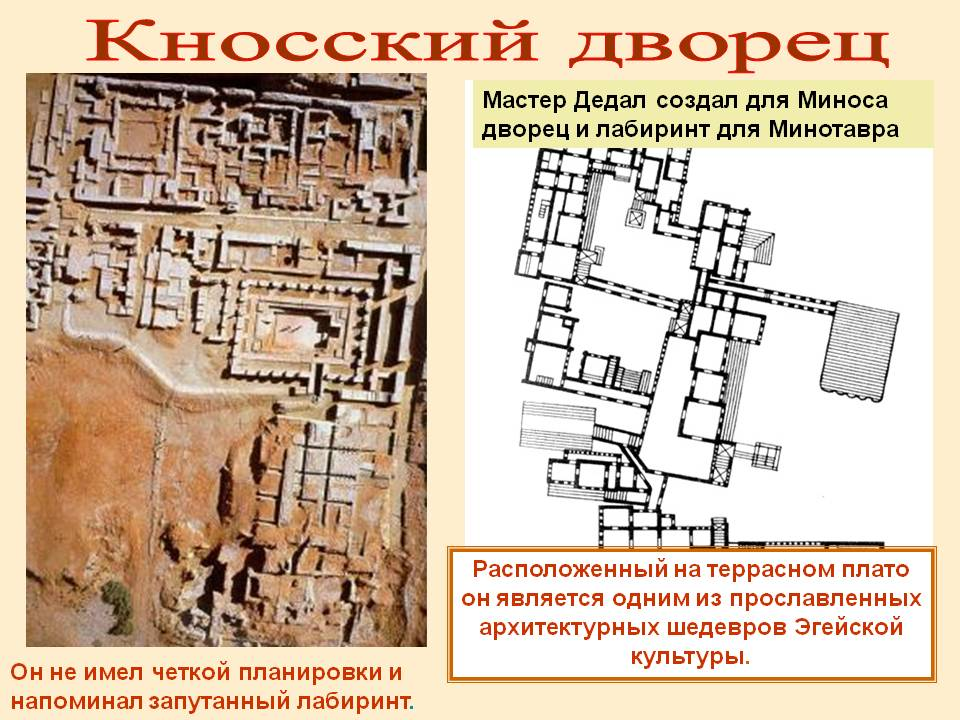 Кносский дворец
Мастер Дедал создал для Миноса
дворец и лабиринт для Минотавра
Расположенный на террасном плато
он является одним из прославленных
архитектурных шедевров Эгейской
культуры.
Он не имел четкой планировки и
напоминал запутанный лабиринт.